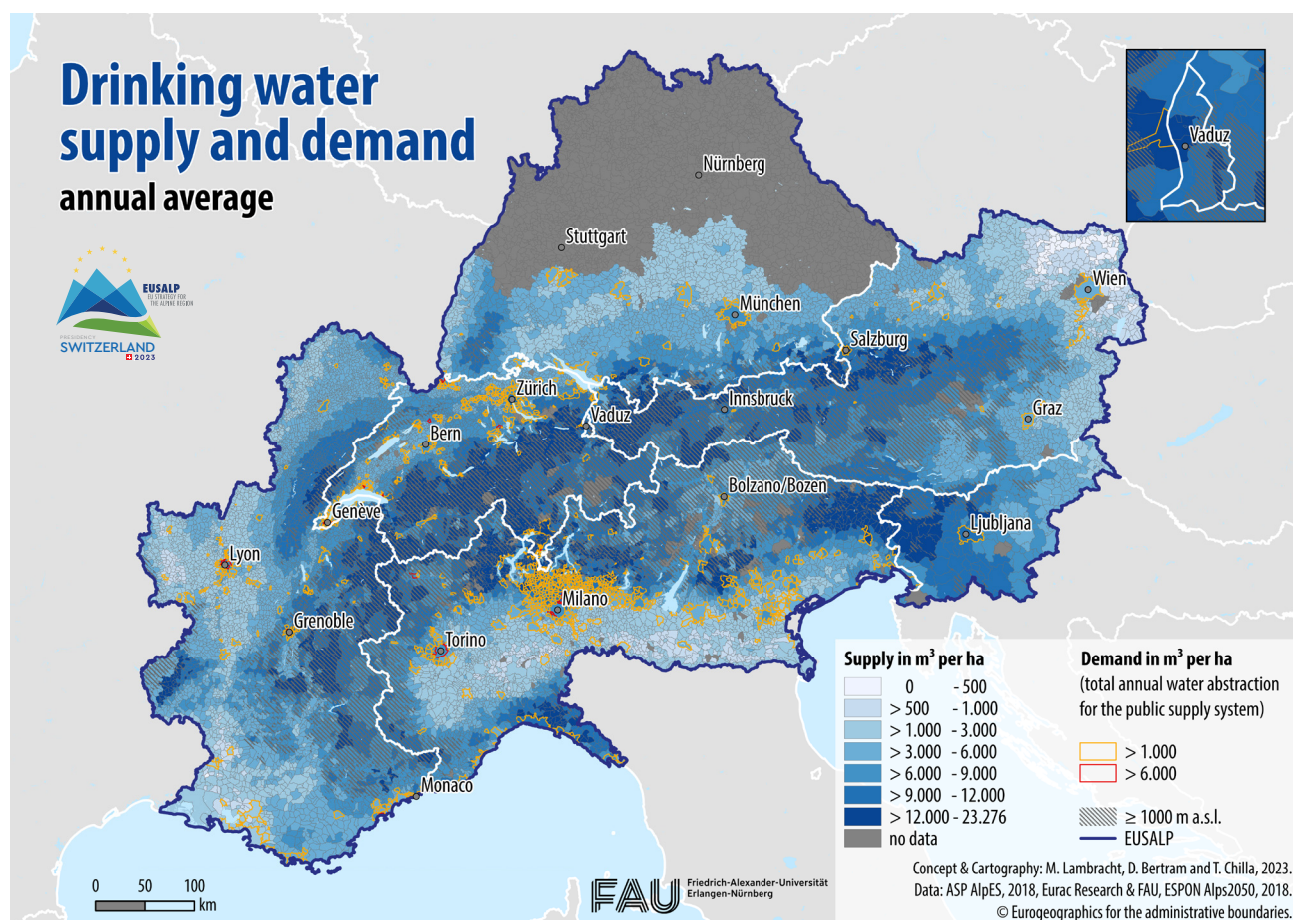 Drinking water
supply and demand
annual average
EUSALP
EU STRATEGY FOR
THE ALPINE REGION
PRESIDENCY
SWITZERLAND
2023
Vaduz
Nürnberg
Stuttgart
Wien
München
Salzburg
Zürich
Innsbruck
Vaduz
Graz
Bern
Bolzano/Bozen
Genève
Ljubljana
Lyon
Milano
Grenoble
Torino
Monaco
Supply in m³ per ha
0 - 500
> 500 - 1.000
> 1.000 - 3.000
> 3.000 - 6.000
> 6.000 - 9.000
> 9.000 - 12.000
> 12.000 - 23.276
no data
Demand in m³ per ha
(total annual water abstraction
for the public supply system)
> 1.000
> 6.000
≥ 1000 m a.s.l.
EUSALP
0 50 100
km
FAU
Friedrich-Alexander-Universität
Erlangen-Nürnberg
Concept & Cartography: M. Lambracht, D. Bertram and T. Chilla, 2023.
Data: ASP AlpES, 2018, Eurac Research & FAU, ESPON Alps2050, 2018.
© Eurogeographics for the administrative boundaries.